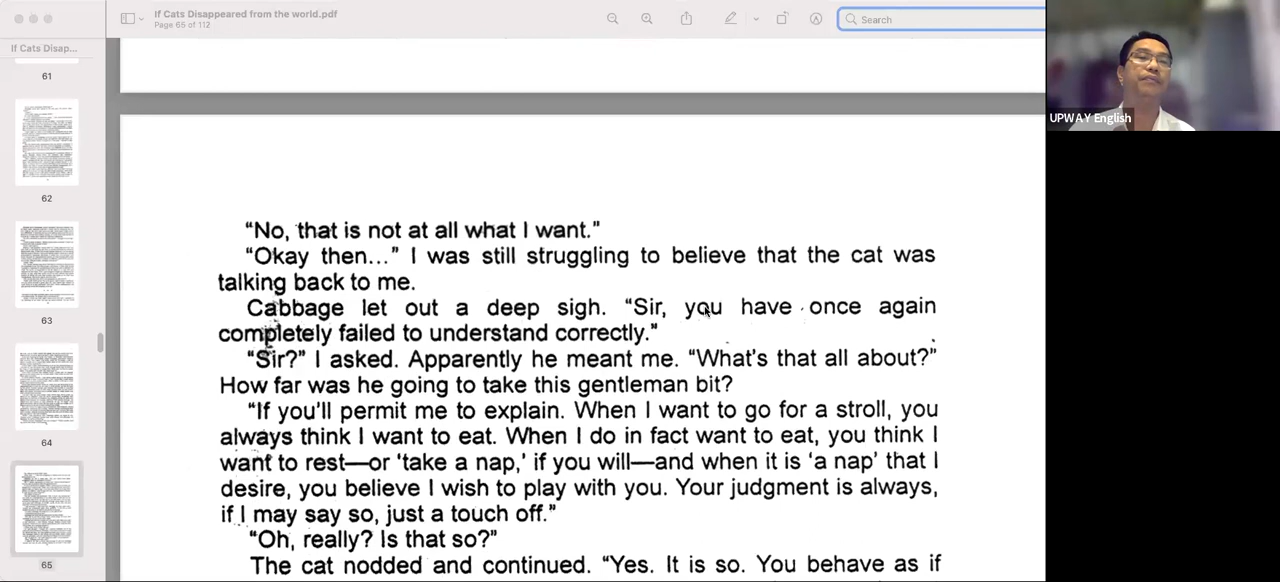 If Cats Disappeared from the world.pdf
Page 65 of 112
Search
If Cats Disap...
61
62
63
64
65
UPWAY English
"No, that is not at all what I want."
"Okay then..." I was still struggling to believe that the cat was
talking back to me.
Cabbage let out a deep sigh. "Sir, you have once again
completely failed to understand correctly."
"Sir?" I asked. Apparently he meant me. "What's that all about?"
How far was he going to take this gentleman bit?
"If you'll permit me to explain. When I want to go for a stroll, you
always think I want to eat. When I do in fact want to eat, you think I
want to rest—or 'take a nap,' if you will—and when it is 'a nap' that I
desire, you believe I wish to play with you. Your judgment is always,
if I may say so, just a touch off."
"Oh, really? Is that so?"
The cat nodded and continued. "Yes. It is so. You behave as if